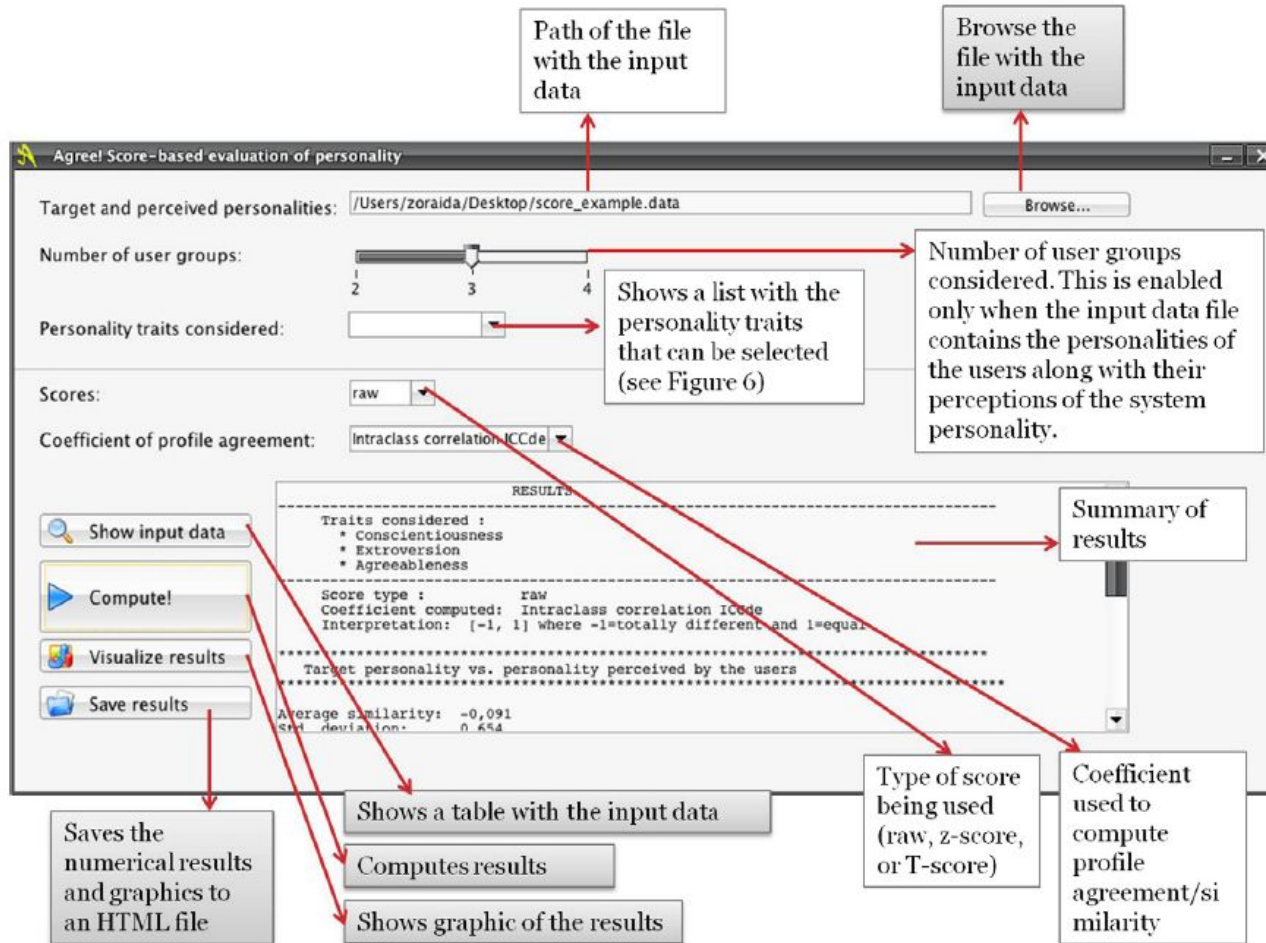 Path of the file
with the input
data
Browse the
file with the
input data
Agree! Score-based evaluation of personality
Target and perceived personalities:
/Users/zoraida/Desktop/score_example.data
Browse...
Number of user groups:
2 3 4
Number of user groups
considered. This is enabled
only when the input data file
contains the personalities of
the users along with their
perceptions of the system
personality.
Shows a list with the
personality traits
that can be selected
(see Figure 6)
Personality traits considered:
Scores:
raw
Coefficient of profile agreement:
Intraclass correlation ICCde
RESULTS
Traits considered :
* Conscientiousness
* Extroversion
* Agreeableness
Score type : raw
Coefficient computed: Intraclass correlation ICCde
Interpretation: [-1, 1] where -1=totally different and 1=equal
Target personality vs. personality perceived by the users
Average similarity: -0,091
Std. deviation: 0,654
Summary of
results
Show input data
Compute!
Visualize results
Save results
Saves the
numerical results
and graphics to
an HTML file
Shows a table with the input data
Computes results
Shows graphic of the results
Type of score
being used
(raw, z-score,
or T-score)
Coefficient
used to
compute
profile
agreement/si
milarity